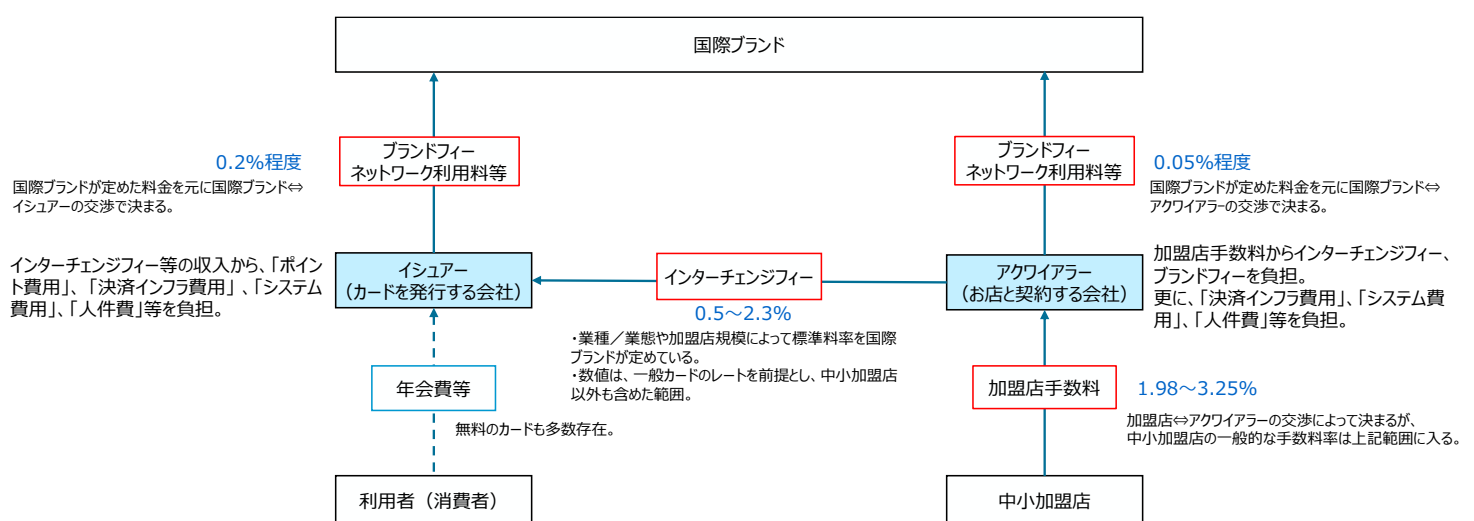 国際ブランド
ブランドフィー
ネットワーク利用料等
0.2%程度
国際ブランドが定めた料金を元に国際ブランド⇔
イシュアーの交渉で決まる。
ブランドフィー
ネットワーク利用料等
0.05%程度
国際ブランドが定めた料金を元に国際ブランド⇔
アクワイアラーの交渉で決まる。
インターチェンジフィー等の収入から、「ポイン
ト費用」、「決済インフラ費用」、「システム
費用」、「人件費」等を負担。
イシュアー
（カードを発行する会社）
インターチェンジフィー
0.5～2.3%
・業種／業態や加盟店規模によって標準料率を国際
ブランドが定めている。
・数値は、一般カードのレートを前提とし、中小加盟店
以外も含めた範囲。
アクワイアラー
（お店と契約する会社）
加盟店手数料からインターチェンジフィー、
ブランドフィーを負担。
更に、「決済インフラ費用」、「システム費
用」、「人件費」等を負担。
年会費等
無料のカードも多数存在。
加盟店手数料
1.98～3.25%
加盟店⇔アクワイアラーの交渉によって決まるが、
中小加盟店の一般的な手数料率は上記範囲に入る。
利用者（消費者）
中小加盟店